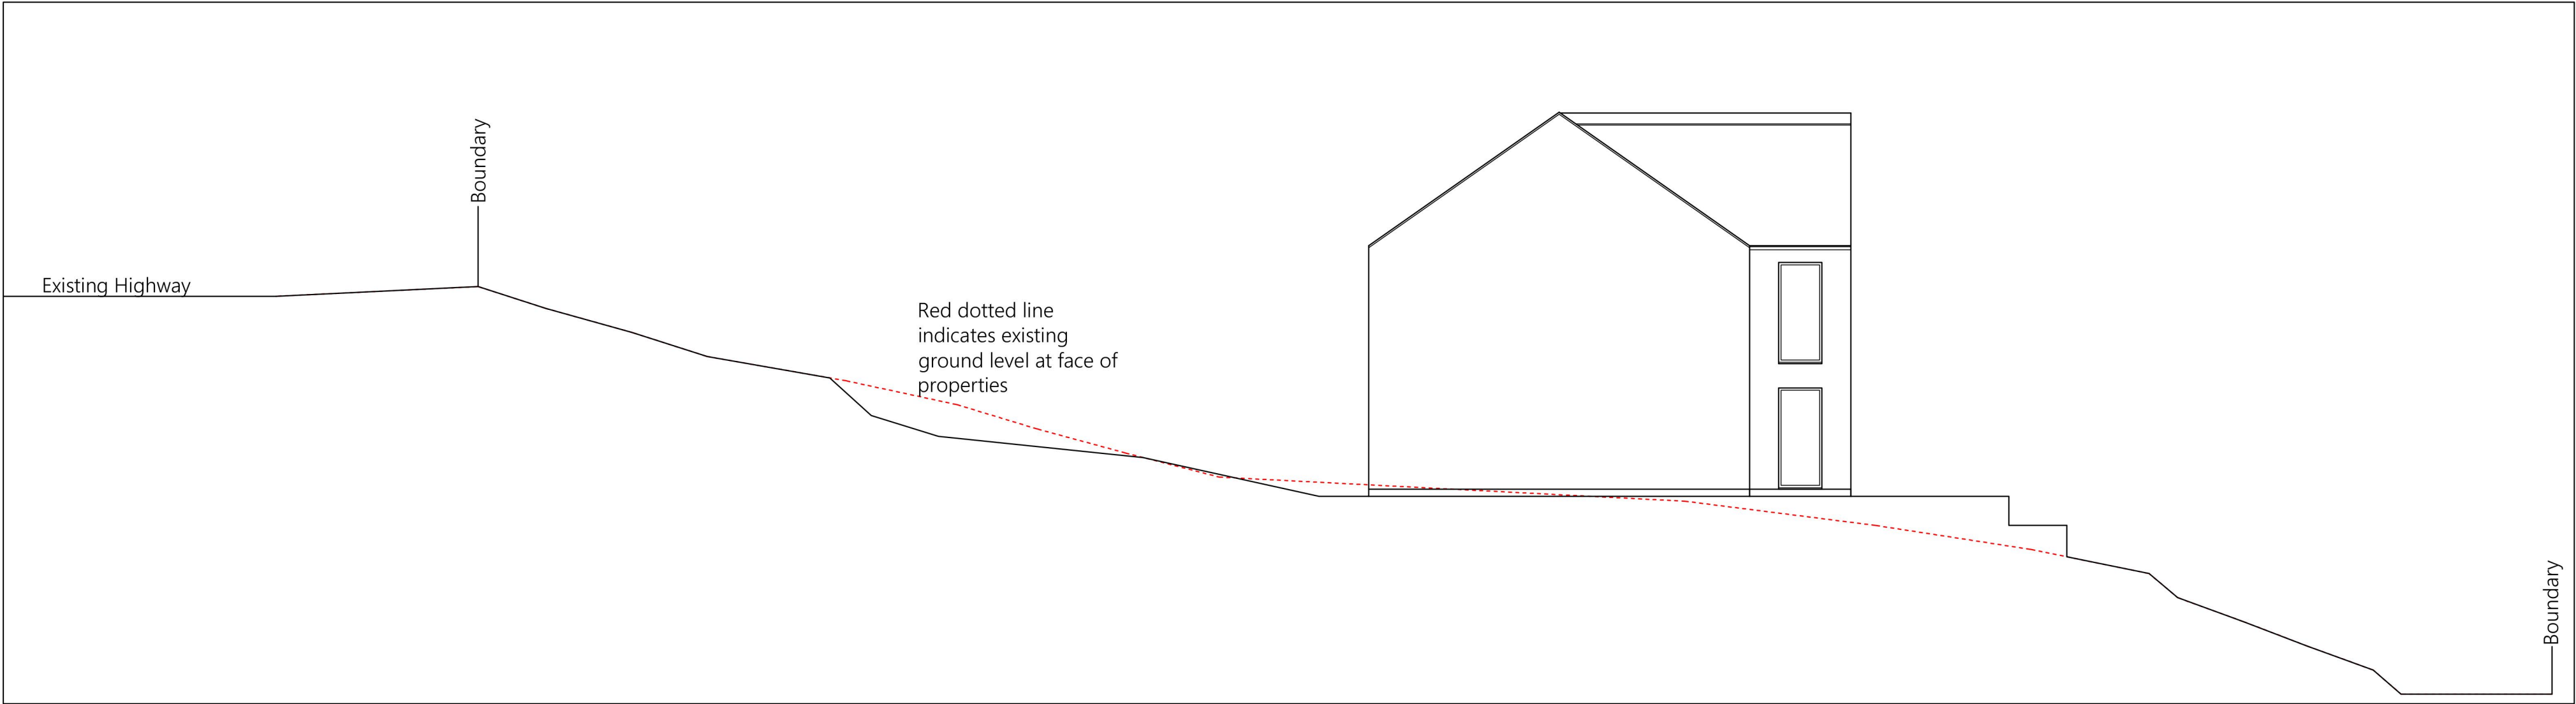 Boundary
Existing Highway
Red dotted line
indicates existing
ground level at face of
properties
Boundary